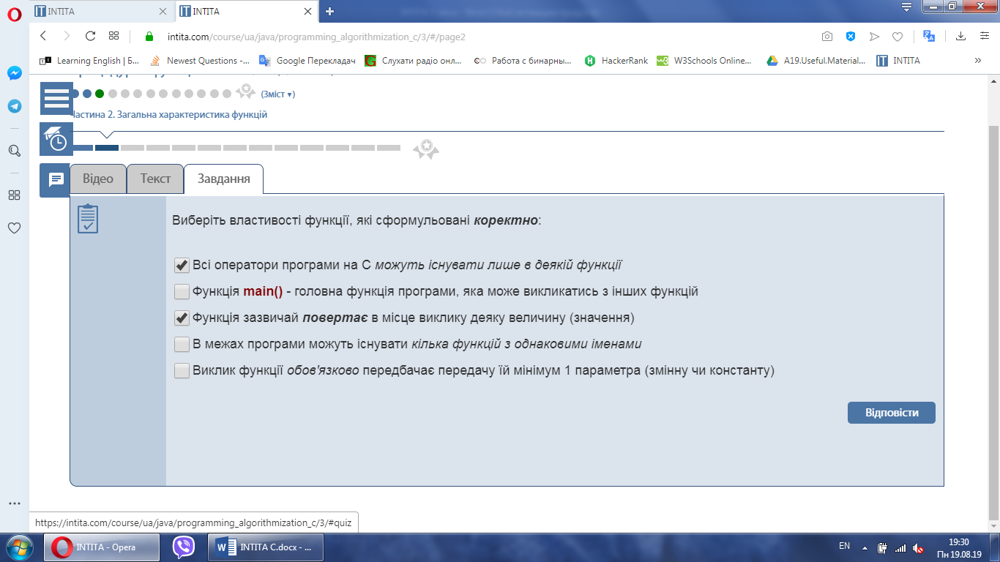 INTITA
INTITA
intita.com/course/ua/java/programming_algorithmization_c/3/#/page2
Learning English | Б...
Newest Questions -...
Google Перекладач
Слухати радіо онл...
Работа с бинарны...
HackerRank
W3Schools Online...
A19.Useful.Material...
INTITA
»
(Зміст ▾)
Частина 2. Загальна характеристика функцій
Відео
Текст
Завдання
Виберіть властивості функції, які сформульовані коректно:
Всі оператори програми на С можуть існувати лише в деякій функції
Функція main() - головна функція програми, яка може викликатись з інших функцій
Функція зазвичай повертає в місце виклику деяку величину (значення)
В межах програми можуть існувати кілька функцій з однаковими іменами
Виклик функції обов'язково передбачає передачу їй мінімум 1 параметра (змінну чи константу)
Відповісти
https://intita.com/course/ua/java/programming_algorithmization_c/3/#quiz
INTITA - Opera
INTITA C.docx - ...
EN
19:30
Пн 19.08.19